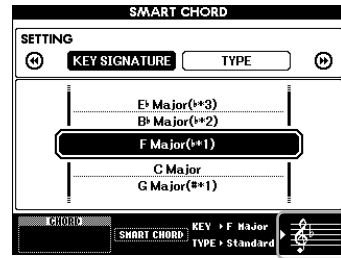 SMART CHORD
SETTING
KEY SIGNATURE TYPE
E♭ Major(♭*3)
B♭ Major(♭*2)
F Major(♭*1)
C Major
G Major(#*1)
CHORD
SMART CHORD
KEY ▸ F Major
TYPE ▸ Standard